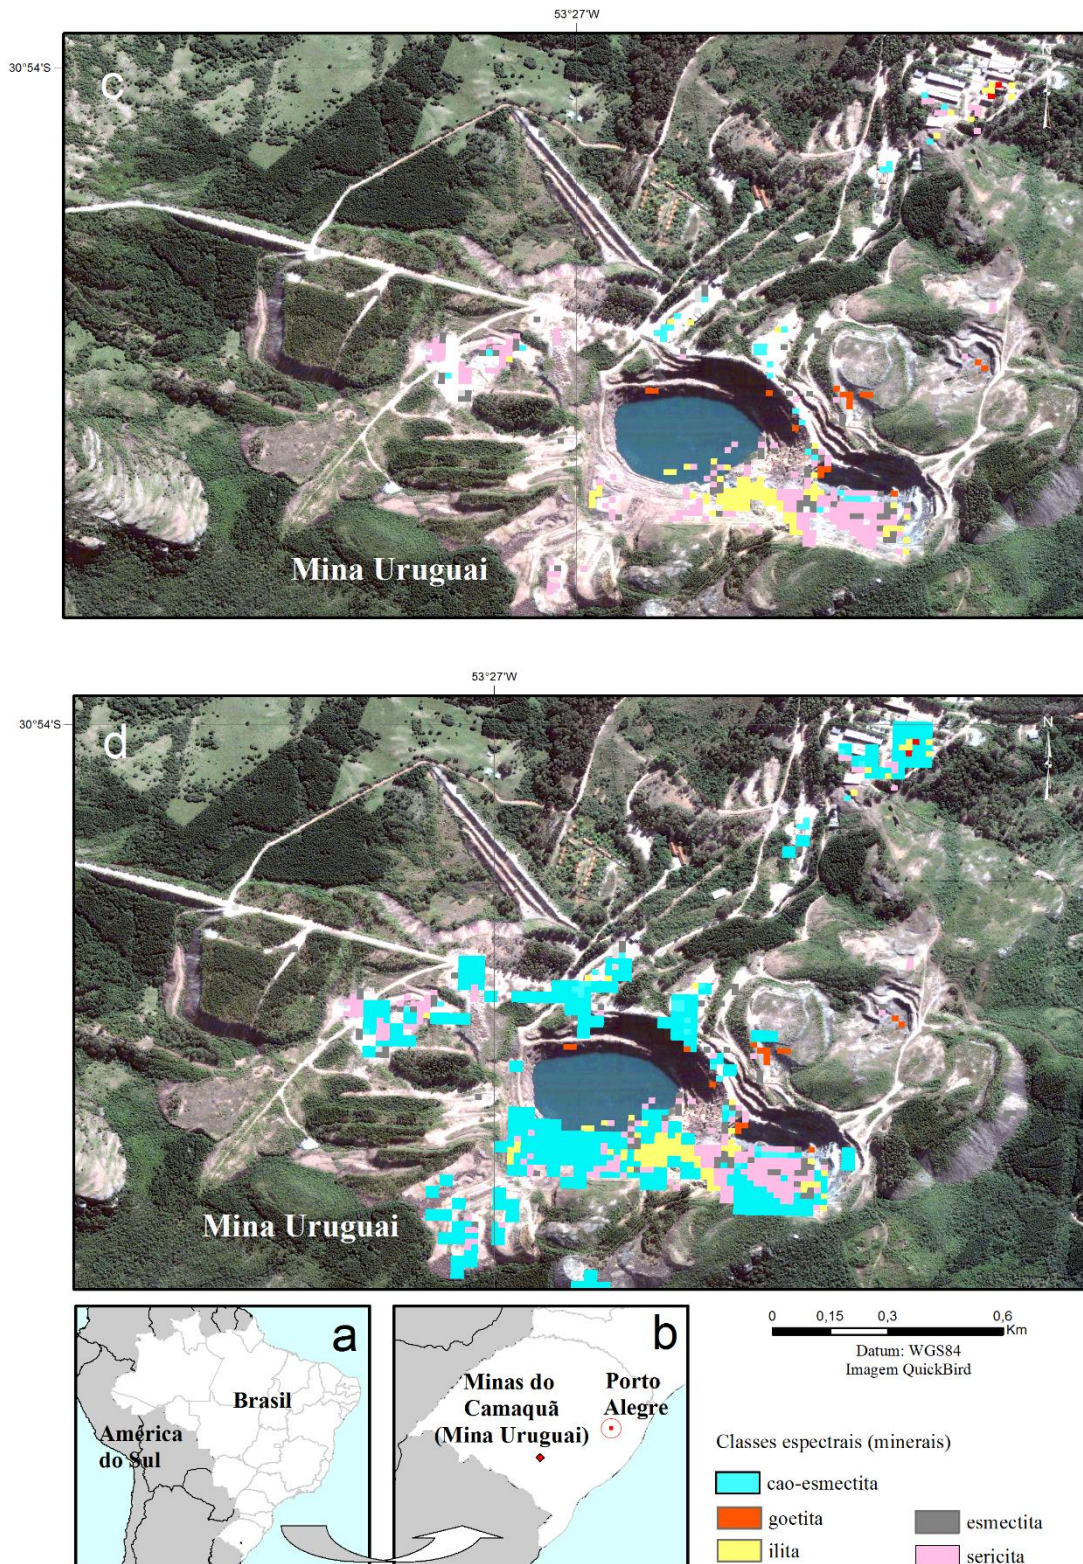 53°27'W
30°54'S
c
N
Mina Uruguai
53°27'W
30°54'S
d
N
Mina Uruguai
a
Brasil
América
do Sul
b
Minas do
Camaquã
(Mina Uruguai)
Porto
Alegre
0 0,15 0,3 0,6
Km
Datum: WGS84
Imagem QuickBird
Classes espectrais (minerais)
cao-esmectita
goetita
ilita
esmectita
sericita